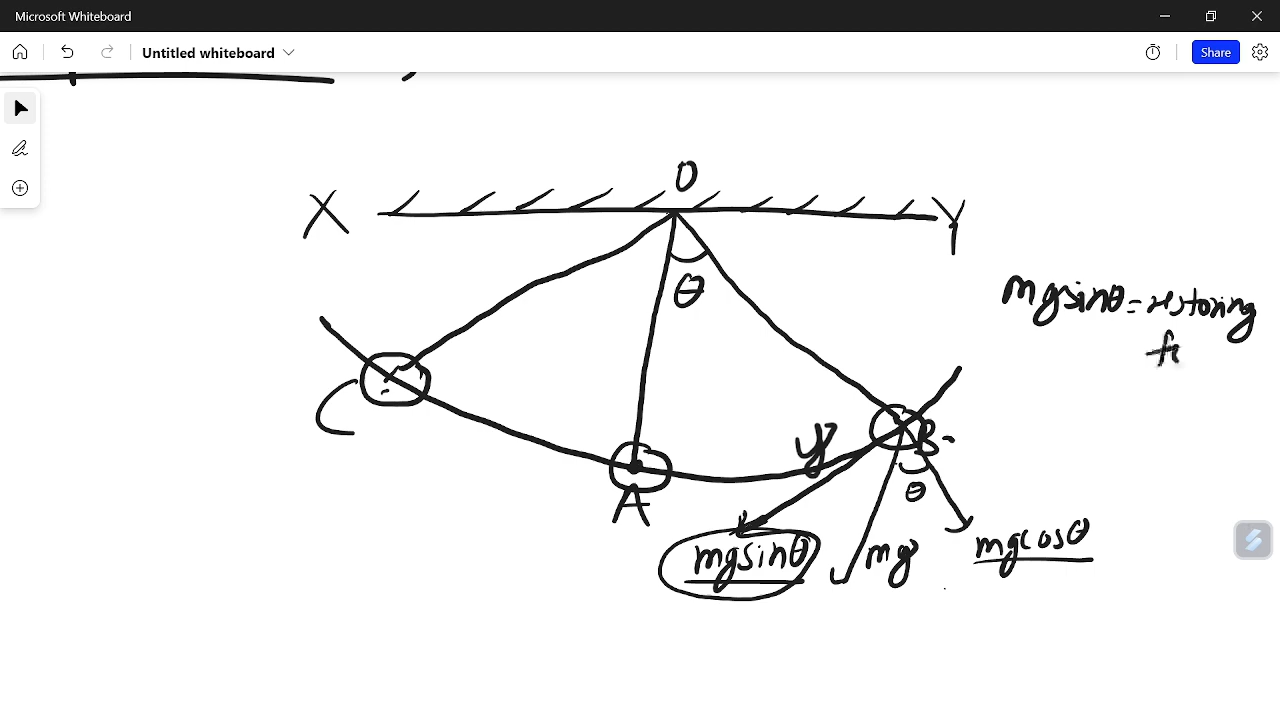 Microsoft Whiteboard
Untitled whiteboard
Share
O
X
Y
θ
mgsinθ = restoring
fr
C
y
B
A
θ
mgsinθ
mg
mgcosθ